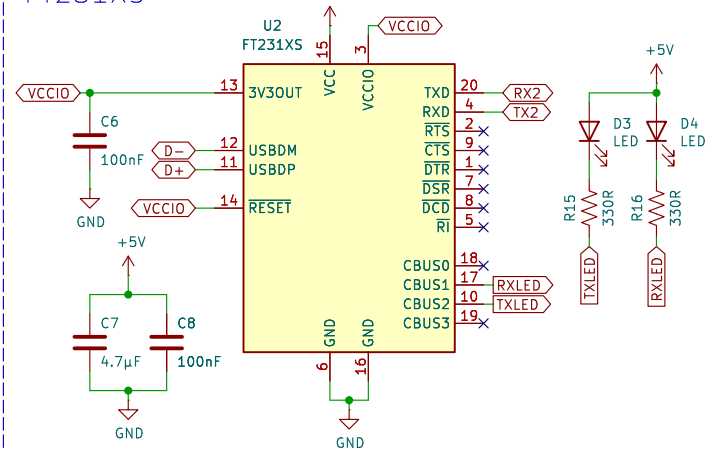 U2
FT231XS
VCCIO
15
3
VCC
VCCIO
VCCIO
13
3V3OUT
TXD
20
RX2
RXD
4
TX2
C6
100nF
RTS
2
D-
12
USBDM
CTS
9
D+
11
USBDP
DTR
1
DSR
7
VCCIO
14
RESET
DCD
8
RI
5
GND
+5V
D3
LED
D4
LED
R15
330R
R16
330R
TXLED
RXLED
CBUS0
18
CBUS1
17
RXLED
CBUS2
10
TXLED
CBUS3
19
+5V
C7
4.7µF
C8
100nF
GND
GND
GND
6
16
GND